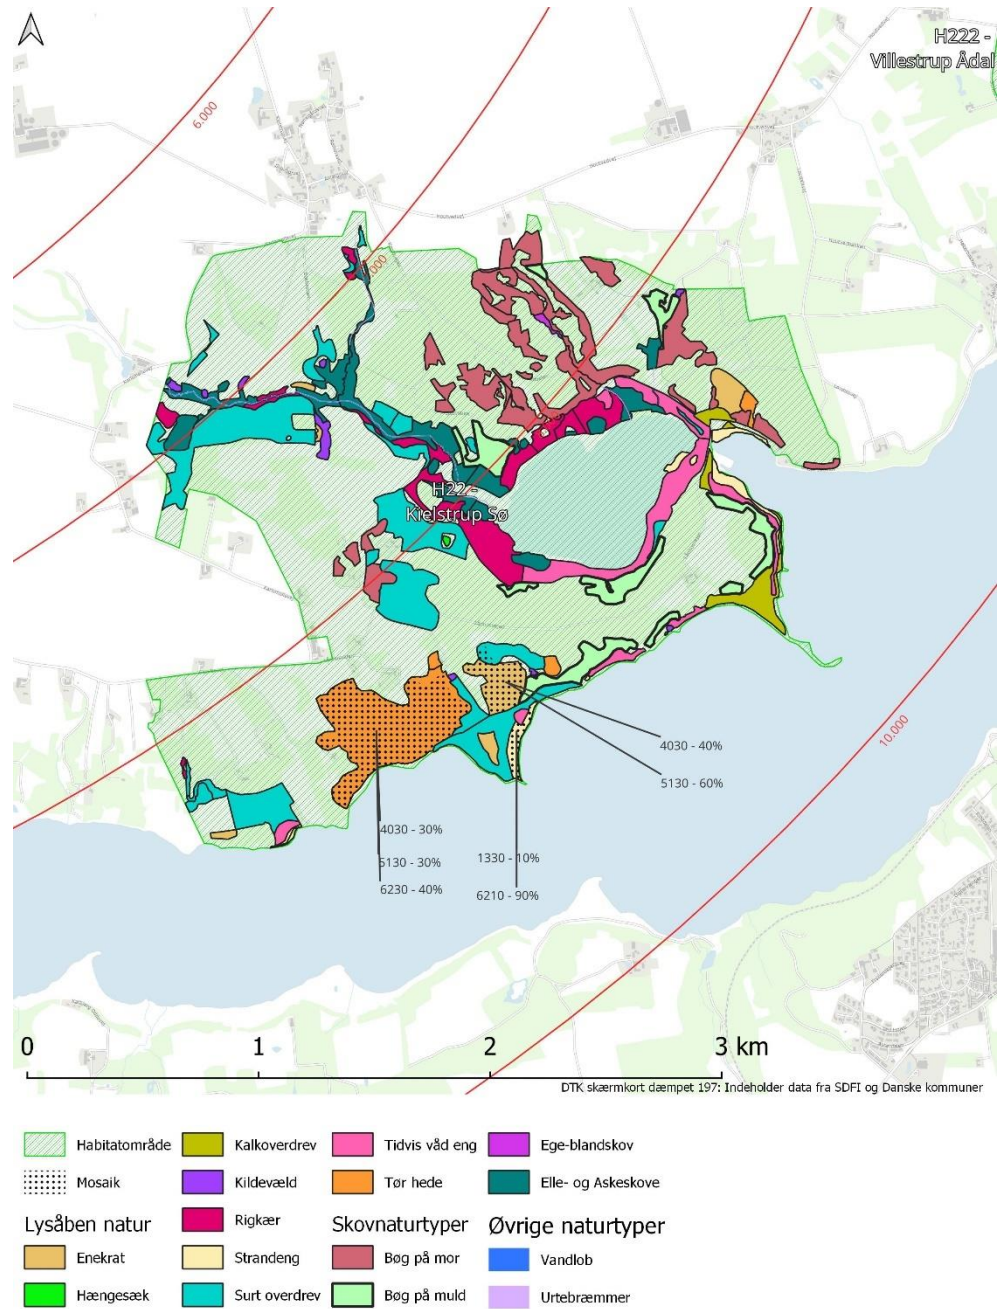 H222 -
Villestrup Ådal
6.000
.000
H22 -
Kielstrup Sø
10.000
4030 - 40%
5130 - 60%
4030 - 30%
5130 - 30%
6230 - 40%
1330 - 10%
6210 - 90%
0 1 2 3 km
DTK skærmkort dæmpet 197: Indeholder data fra SDFI og Danske kommuner
Habitatområde
Mosaik
Lysåben natur
Enekrat
Hængesæk
Kalkoverdrev
Kildevæld
Rigkær
Strandeng
Surt overdrev
Tidvis våd eng
Tør hede
Skovnaturtyper
Bøg på mor
Bøg på muld
Ege-blandskov
Elle- og Askeskove
Øvrige naturtyper
Vandlob
Urtebræmmer